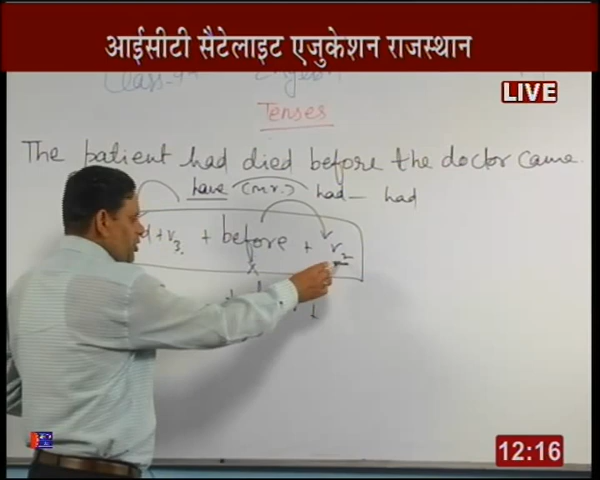 आईसीटी सैटेलाइट एजुकेशन राजस्थान
LIVE
Tenses
The patient had died before the doctor came.
have (m.v.) had — had
+ V3 + before + V2
X
12:16